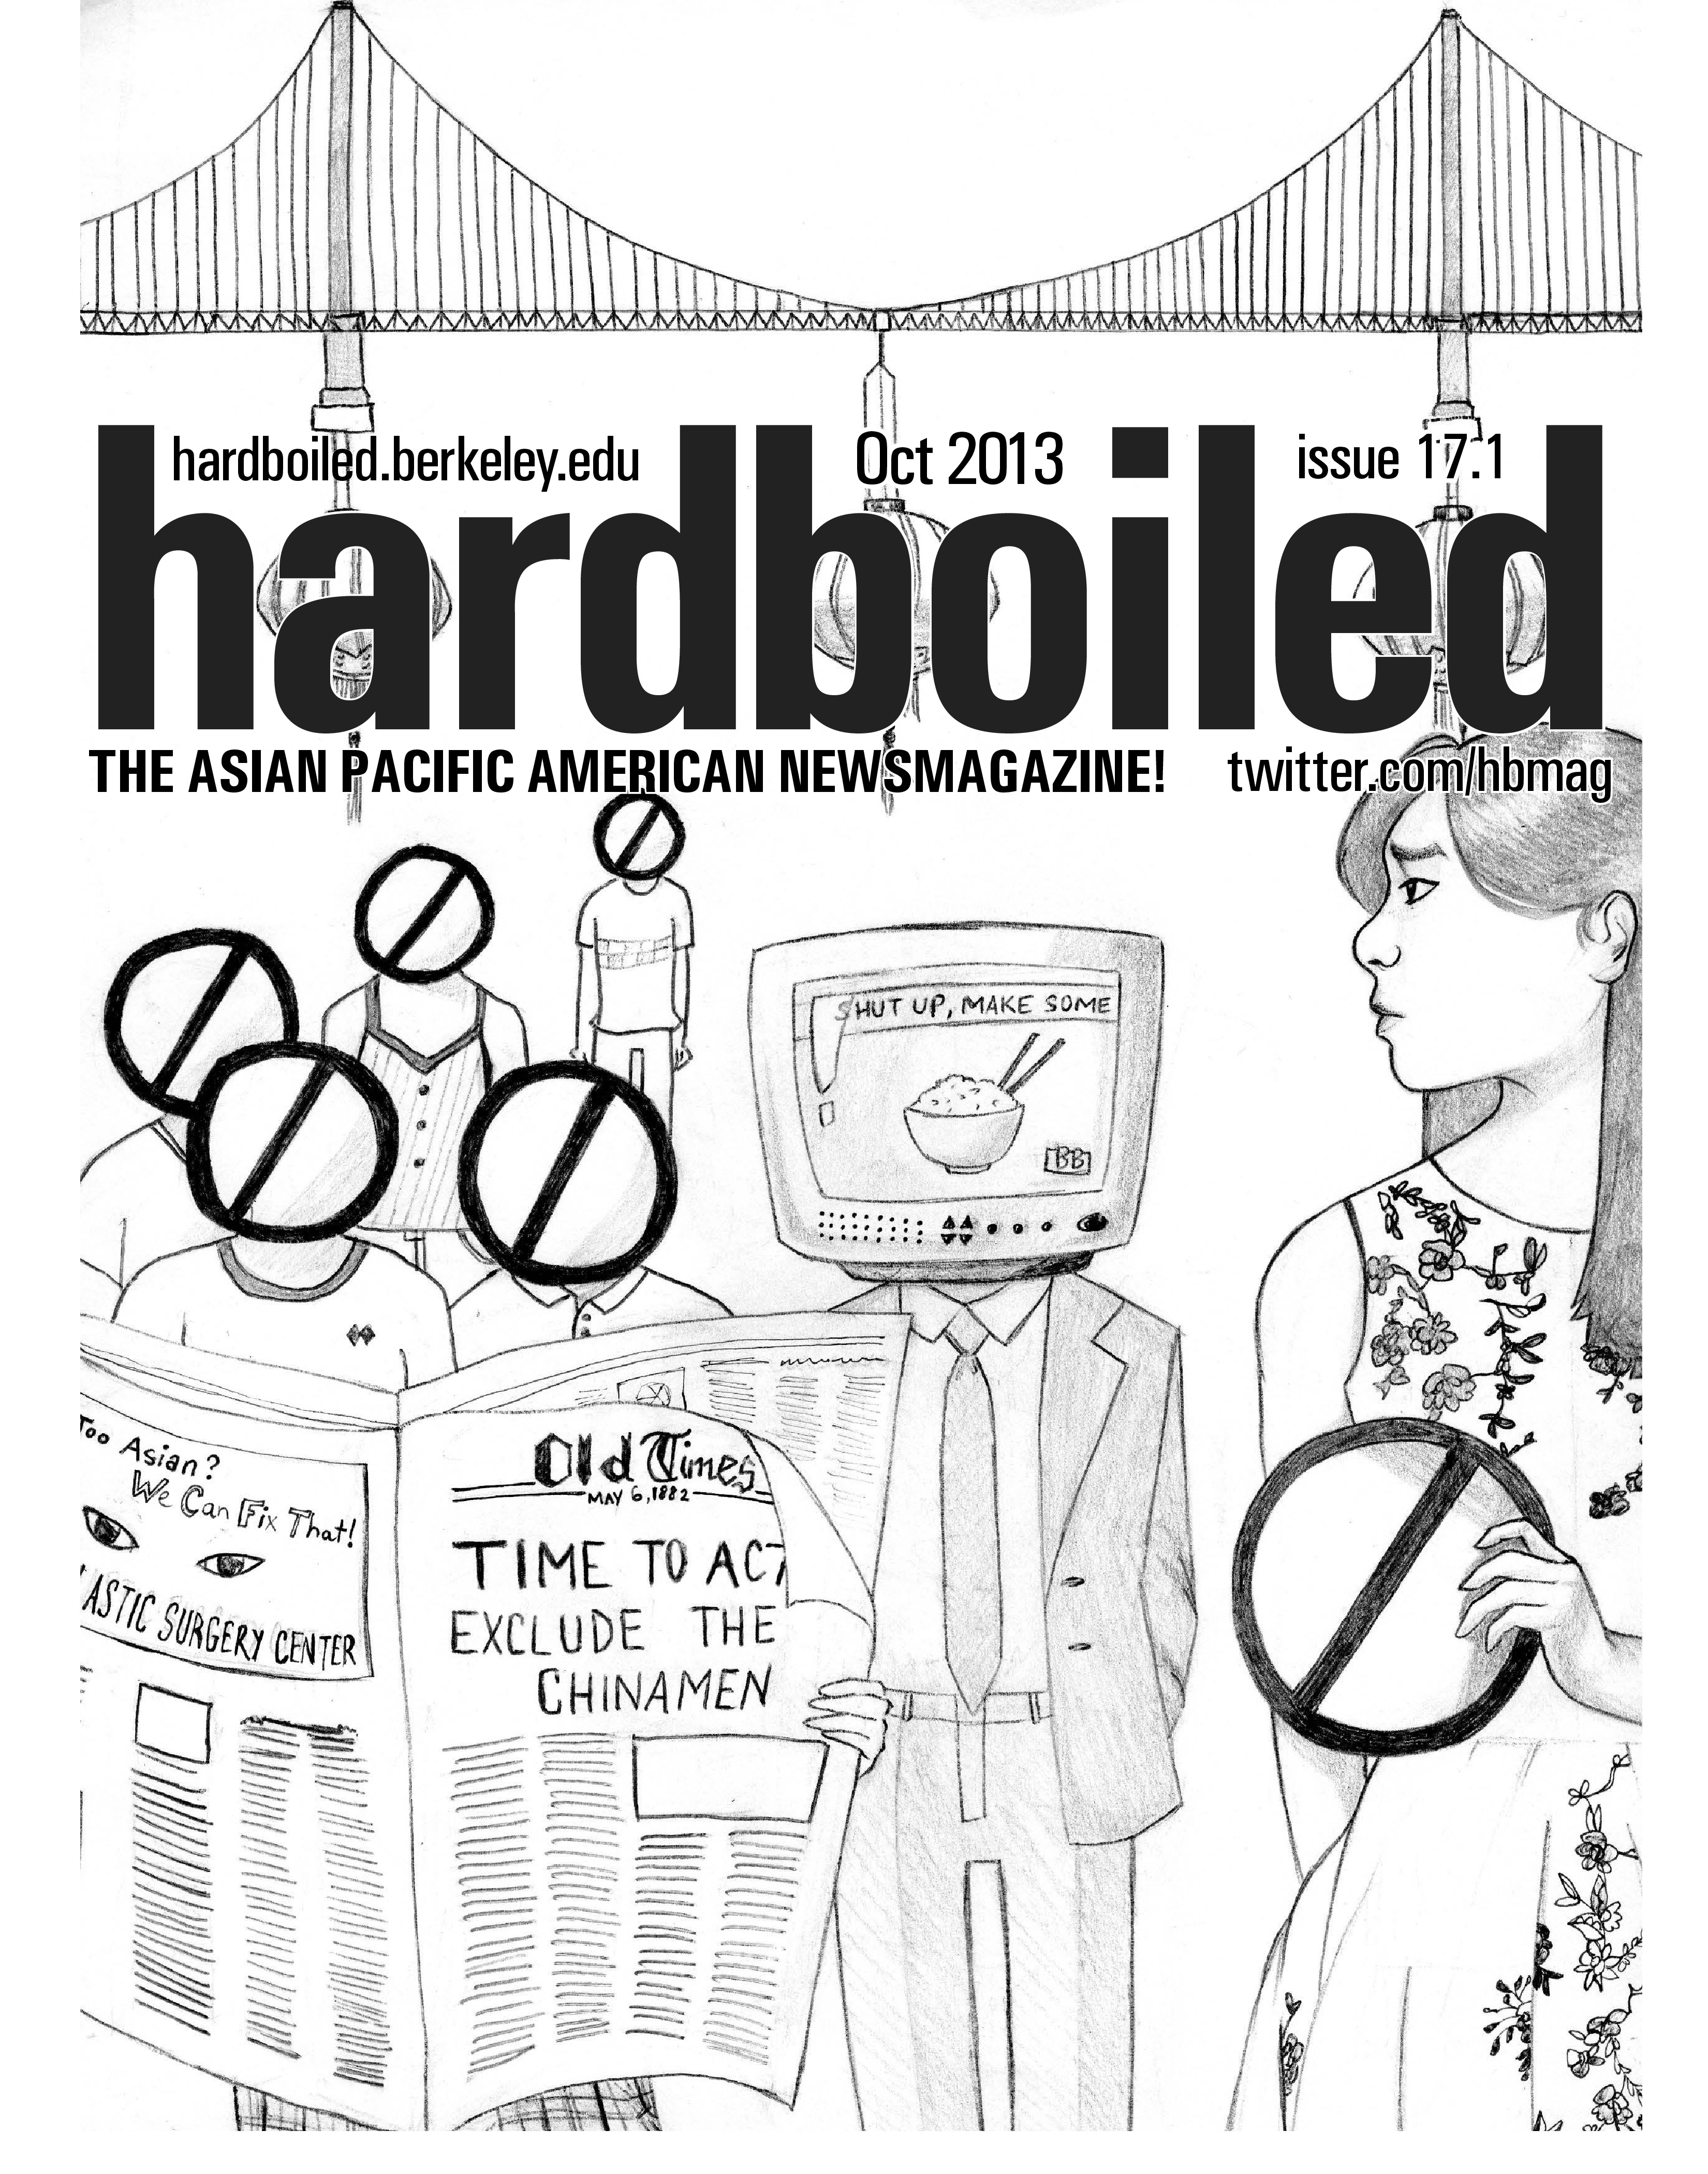 hardboiled.berkeley.edu
Oct 2013
issue 17.1
hardboiled
THE ASIAN PACIFIC AMERICAN NEWSMAGAZINE!
twitter.com/hbmag
SHUT UP, MAKE SOME
BB
Too Asian?
We Can Fix That!
LASTIC SURGERY CENTER
Old Times
MAY 6, 1882
TIME TO ACT
EXCLUDE THE
CHINAMEN